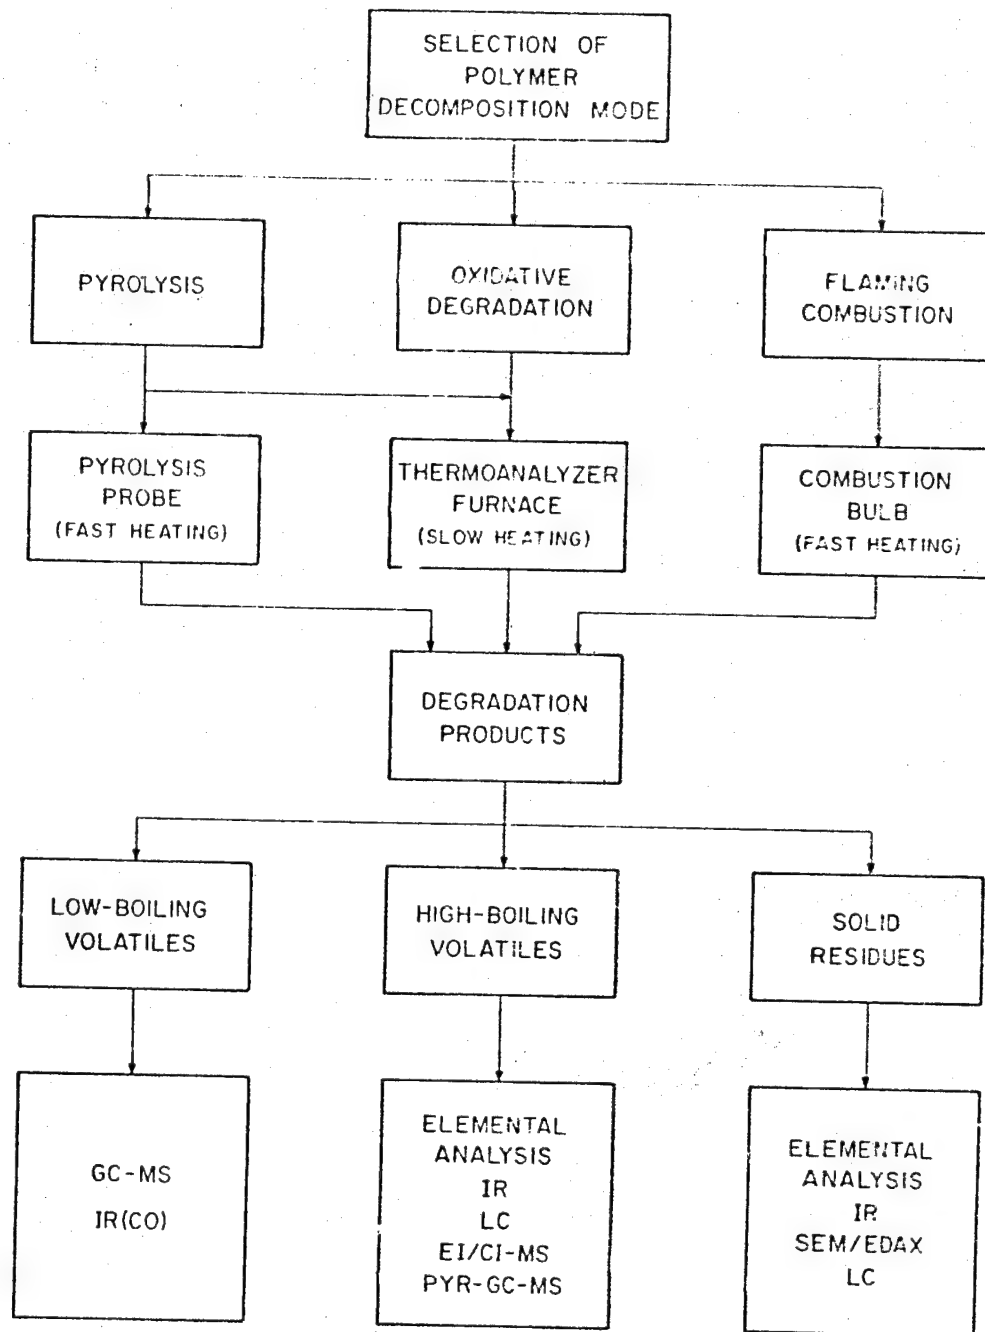 SELECTION OF
POLYMER
DECOMPOSITION MODE
PYROLYSIS
OXIDATIVE
DEGRADATION
FLAMING
COMBUSTION
PYROLYSIS
PROBE
(FAST HEATING)
THERMOANALYZER
FURNACE
(SLOW HEATING)
COMBUSTION
BULB
(FAST HEATING)
DEGRADATION
PRODUCTS
LOW-BOILING
VOLATILES
HIGH-BOILING
VOLATILES
SOLID
RESIDUES
GC-MS
IR(CO)
ELEMENTAL
ANALYSIS
IR
LC
EI/CI-MS
PYR-GC-MS
ELEMENTAL
ANALYSIS
IR
SEM/EDAX
LC